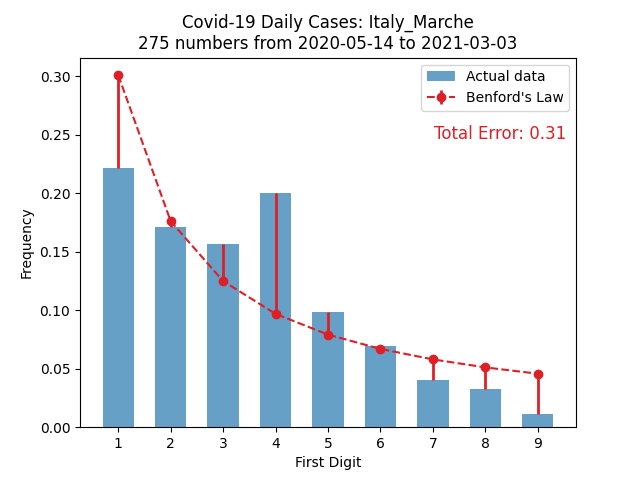 Covid-19 Daily Cases: Italy_Marche
275 numbers from 2020-05-14 to 2021-03-03
Actual data
Benford's Law
Total Error: 0.31
Frequency
0.30
0.25
0.20
0.15
0.10
0.05
0.00
1 2 3 4 5 6 7 8 9
First Digit